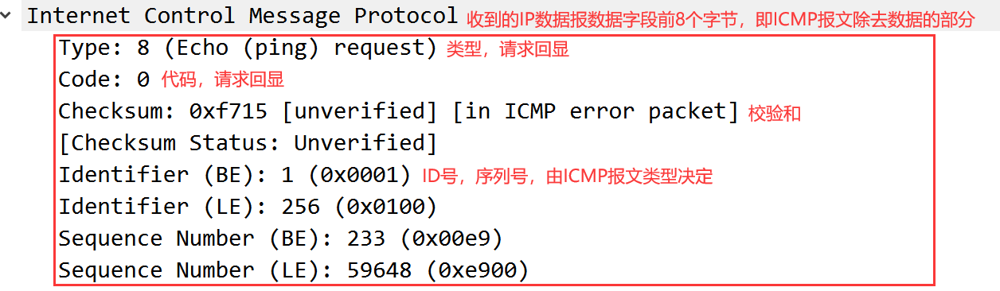 Internet Control Message Protocol 收到的IP数据报数据字段前8个字节，即ICMP报文除去数据的部分
Type: 8 (Echo (ping) request) 类型，请求回显
Code: 0 代码，请求回显
Checksum: 0xf715 [unverified] [in ICMP error packet] 校验和
[Checksum Status: Unverified]
Identifier (BE): 1 (0x0001) ID号，序列号，由ICMP报文类型决定
Identifier (LE): 256 (0x0100)
Sequence Number (BE): 233 (0x00e9)
Sequence Number (LE): 59648 (0xe900)